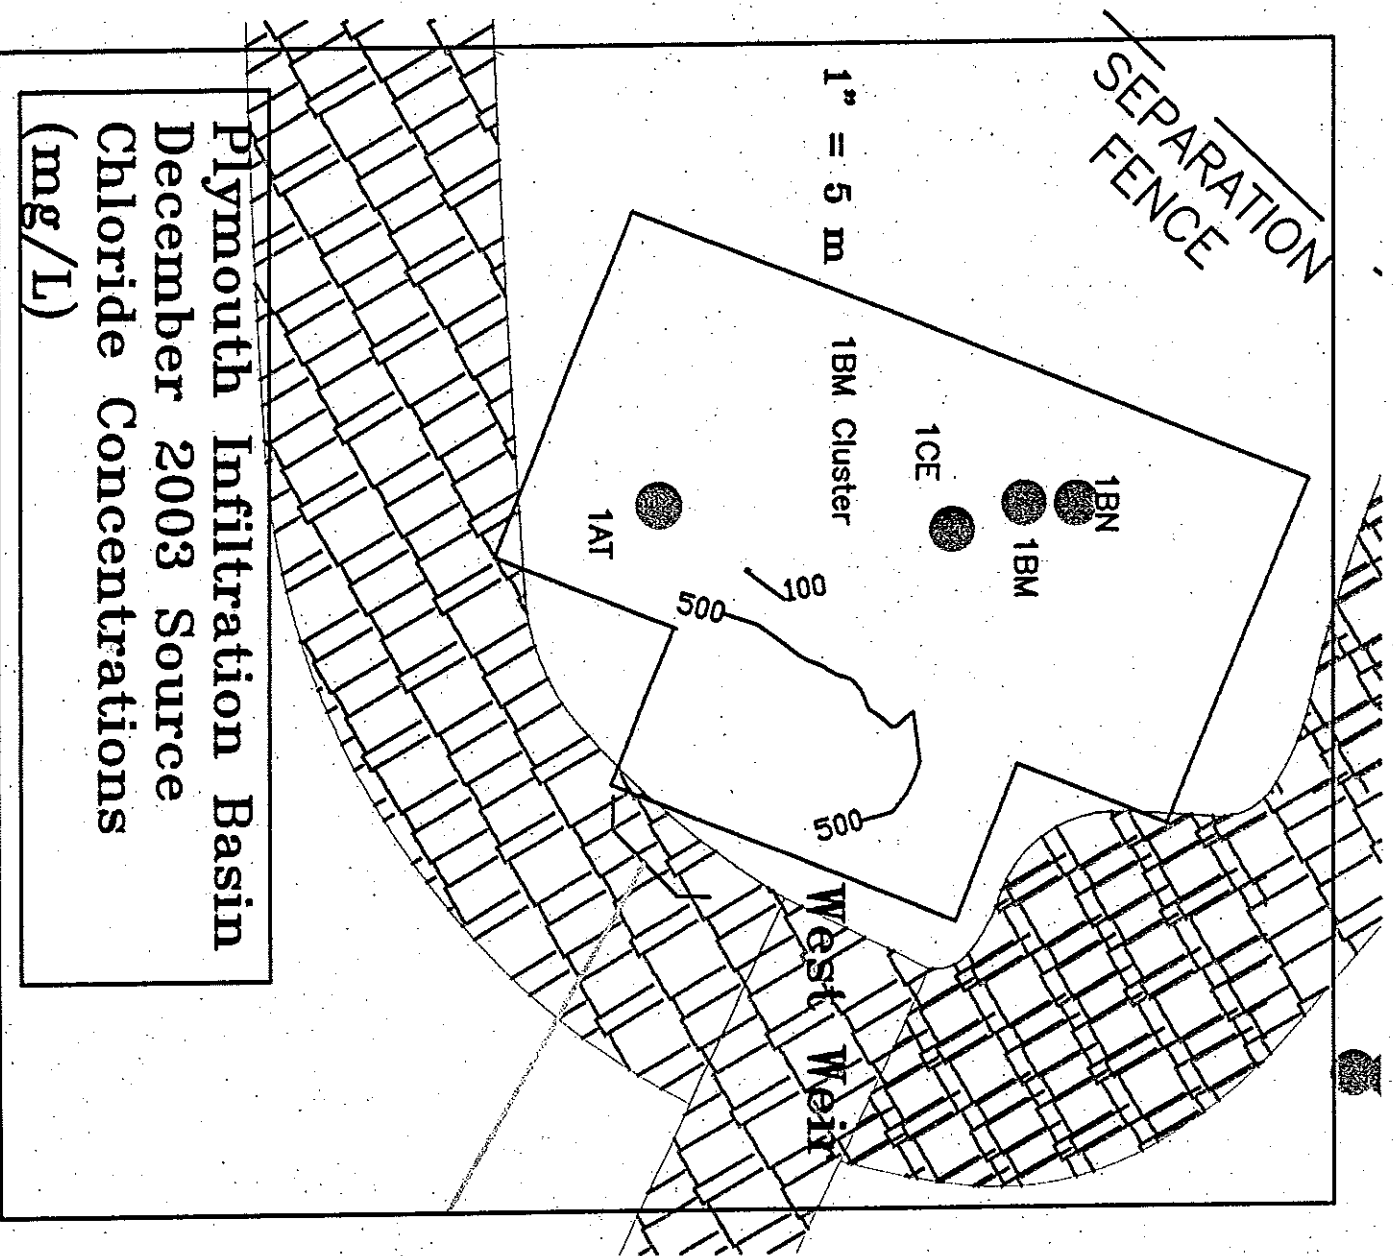 SEPARATION
FENCE
1" = 5 m
1BN
1BM
1CE
1BM Cluster
100
500
500
1AT
West Weir
Plymouth Infiltration Basin
December 2003 Source
Chloride Concentrations
(mg/L)